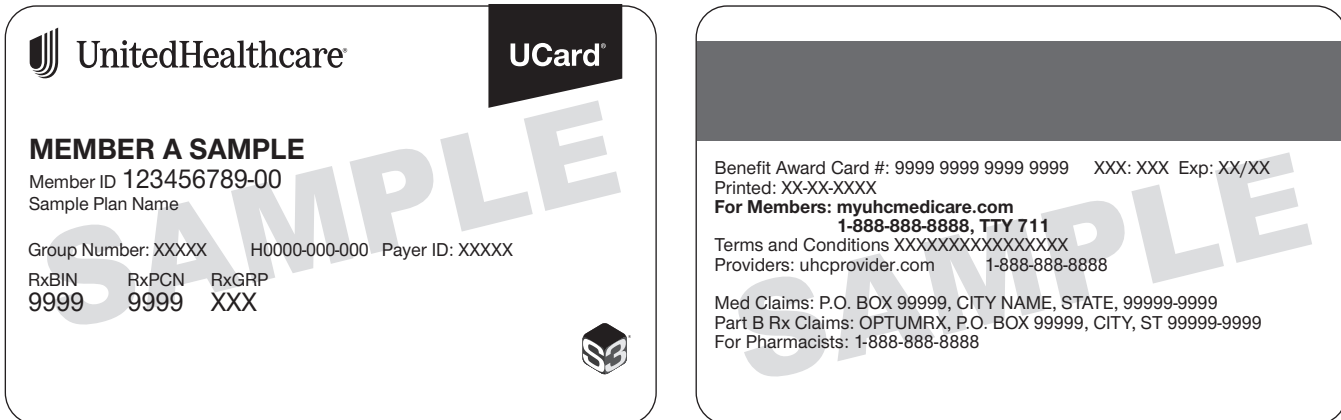 UnitedHealthcare®
UCard®
MEMBER A SAMPLE
Member ID 123456789-00
Sample Plan Name
Group Number: XXXXX H0000-000-000 Payer ID: XXXXX
RxBIN RxPCN RxGRP
9999 9999 XXX
SAMPLE
S3
Benefit Award Card #: 9999 9999 9999 9999 XXX: XXX Exp: XX/XX
Printed: XX-XX-XXXX
For Members: myuhcmedicare.com
1-888-888-8888, TTY 711
Terms and Conditions XXXXXXXXXXXXXXXX
Providers: uhcprovider.com 1-888-888-8888
Med Claims: P.O. BOX 99999, CITY NAME, STATE, 99999-9999
Part B Rx Claims: OPTUMRX, P.O. BOX 99999, CITY, ST 99999-9999
For Pharmacists: 1-888-888-8888
SAMPLE